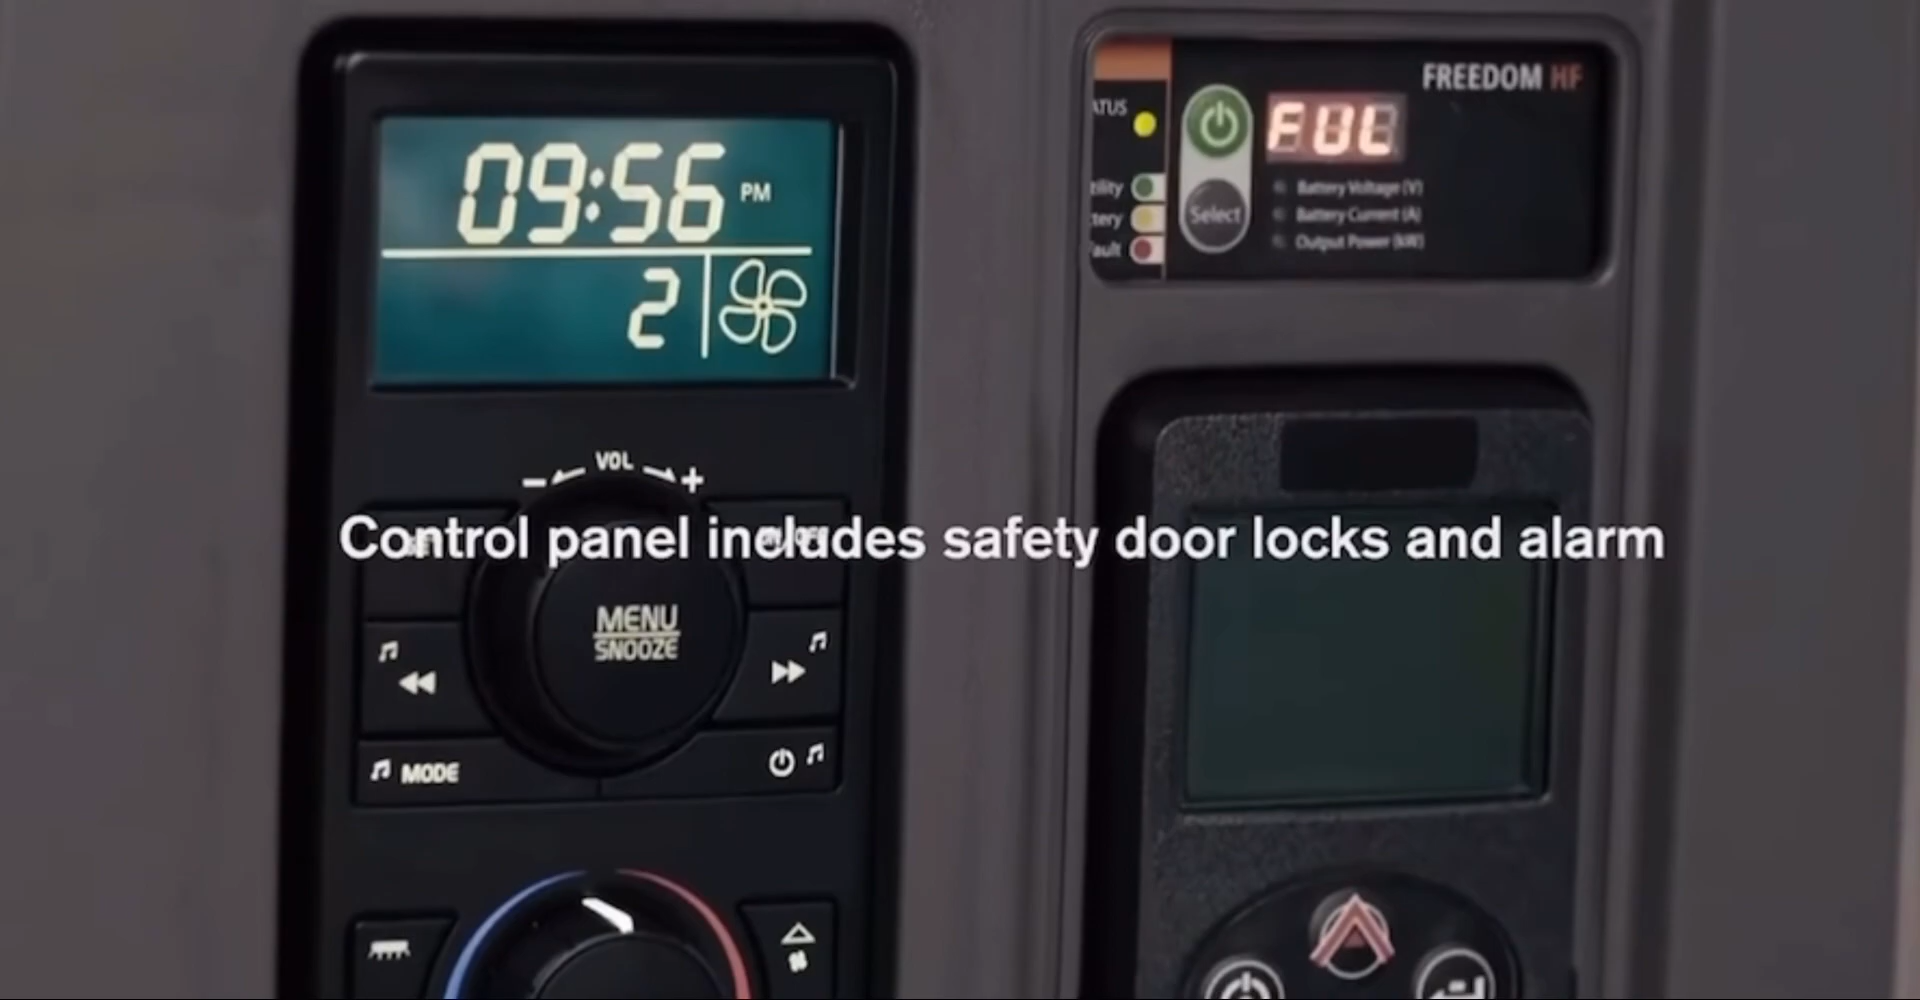 09:56 PM
2
FREEDOM HF
ATUS
FUL
Battery Voltage (V)
Select
Battery Current (A)
Output Power (kW)
VOL
Control panel includes safety door locks and alarm
MENU
SNOOZE
MODE